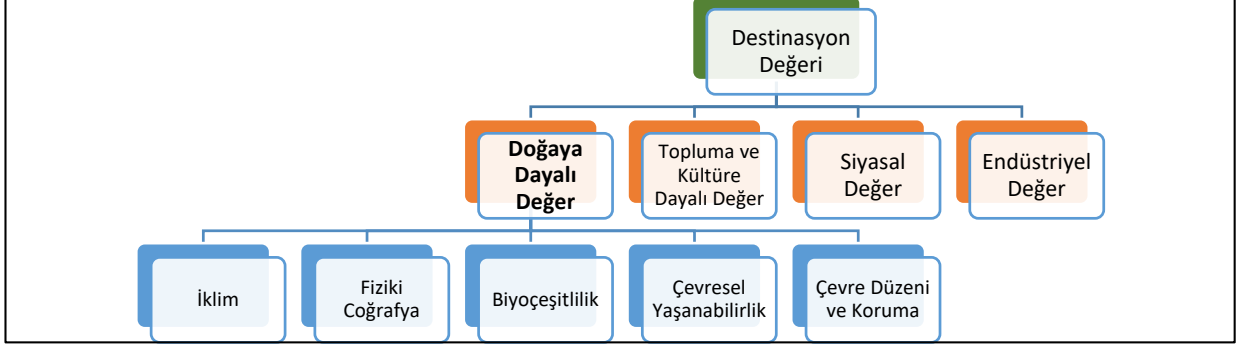 Destinasyon
Değeri
Doğaya
Dayalı
Değer
Topluma ve
Kültüre
Dayalı Değer
Siyasal
Değer
Endüstriyel
Değer
İklim
Fiziki
Coğrafya
Biyoçeşitlilik
Çevresel
Yaşanabilirlik
Çevre Düzeni
ve Koruma